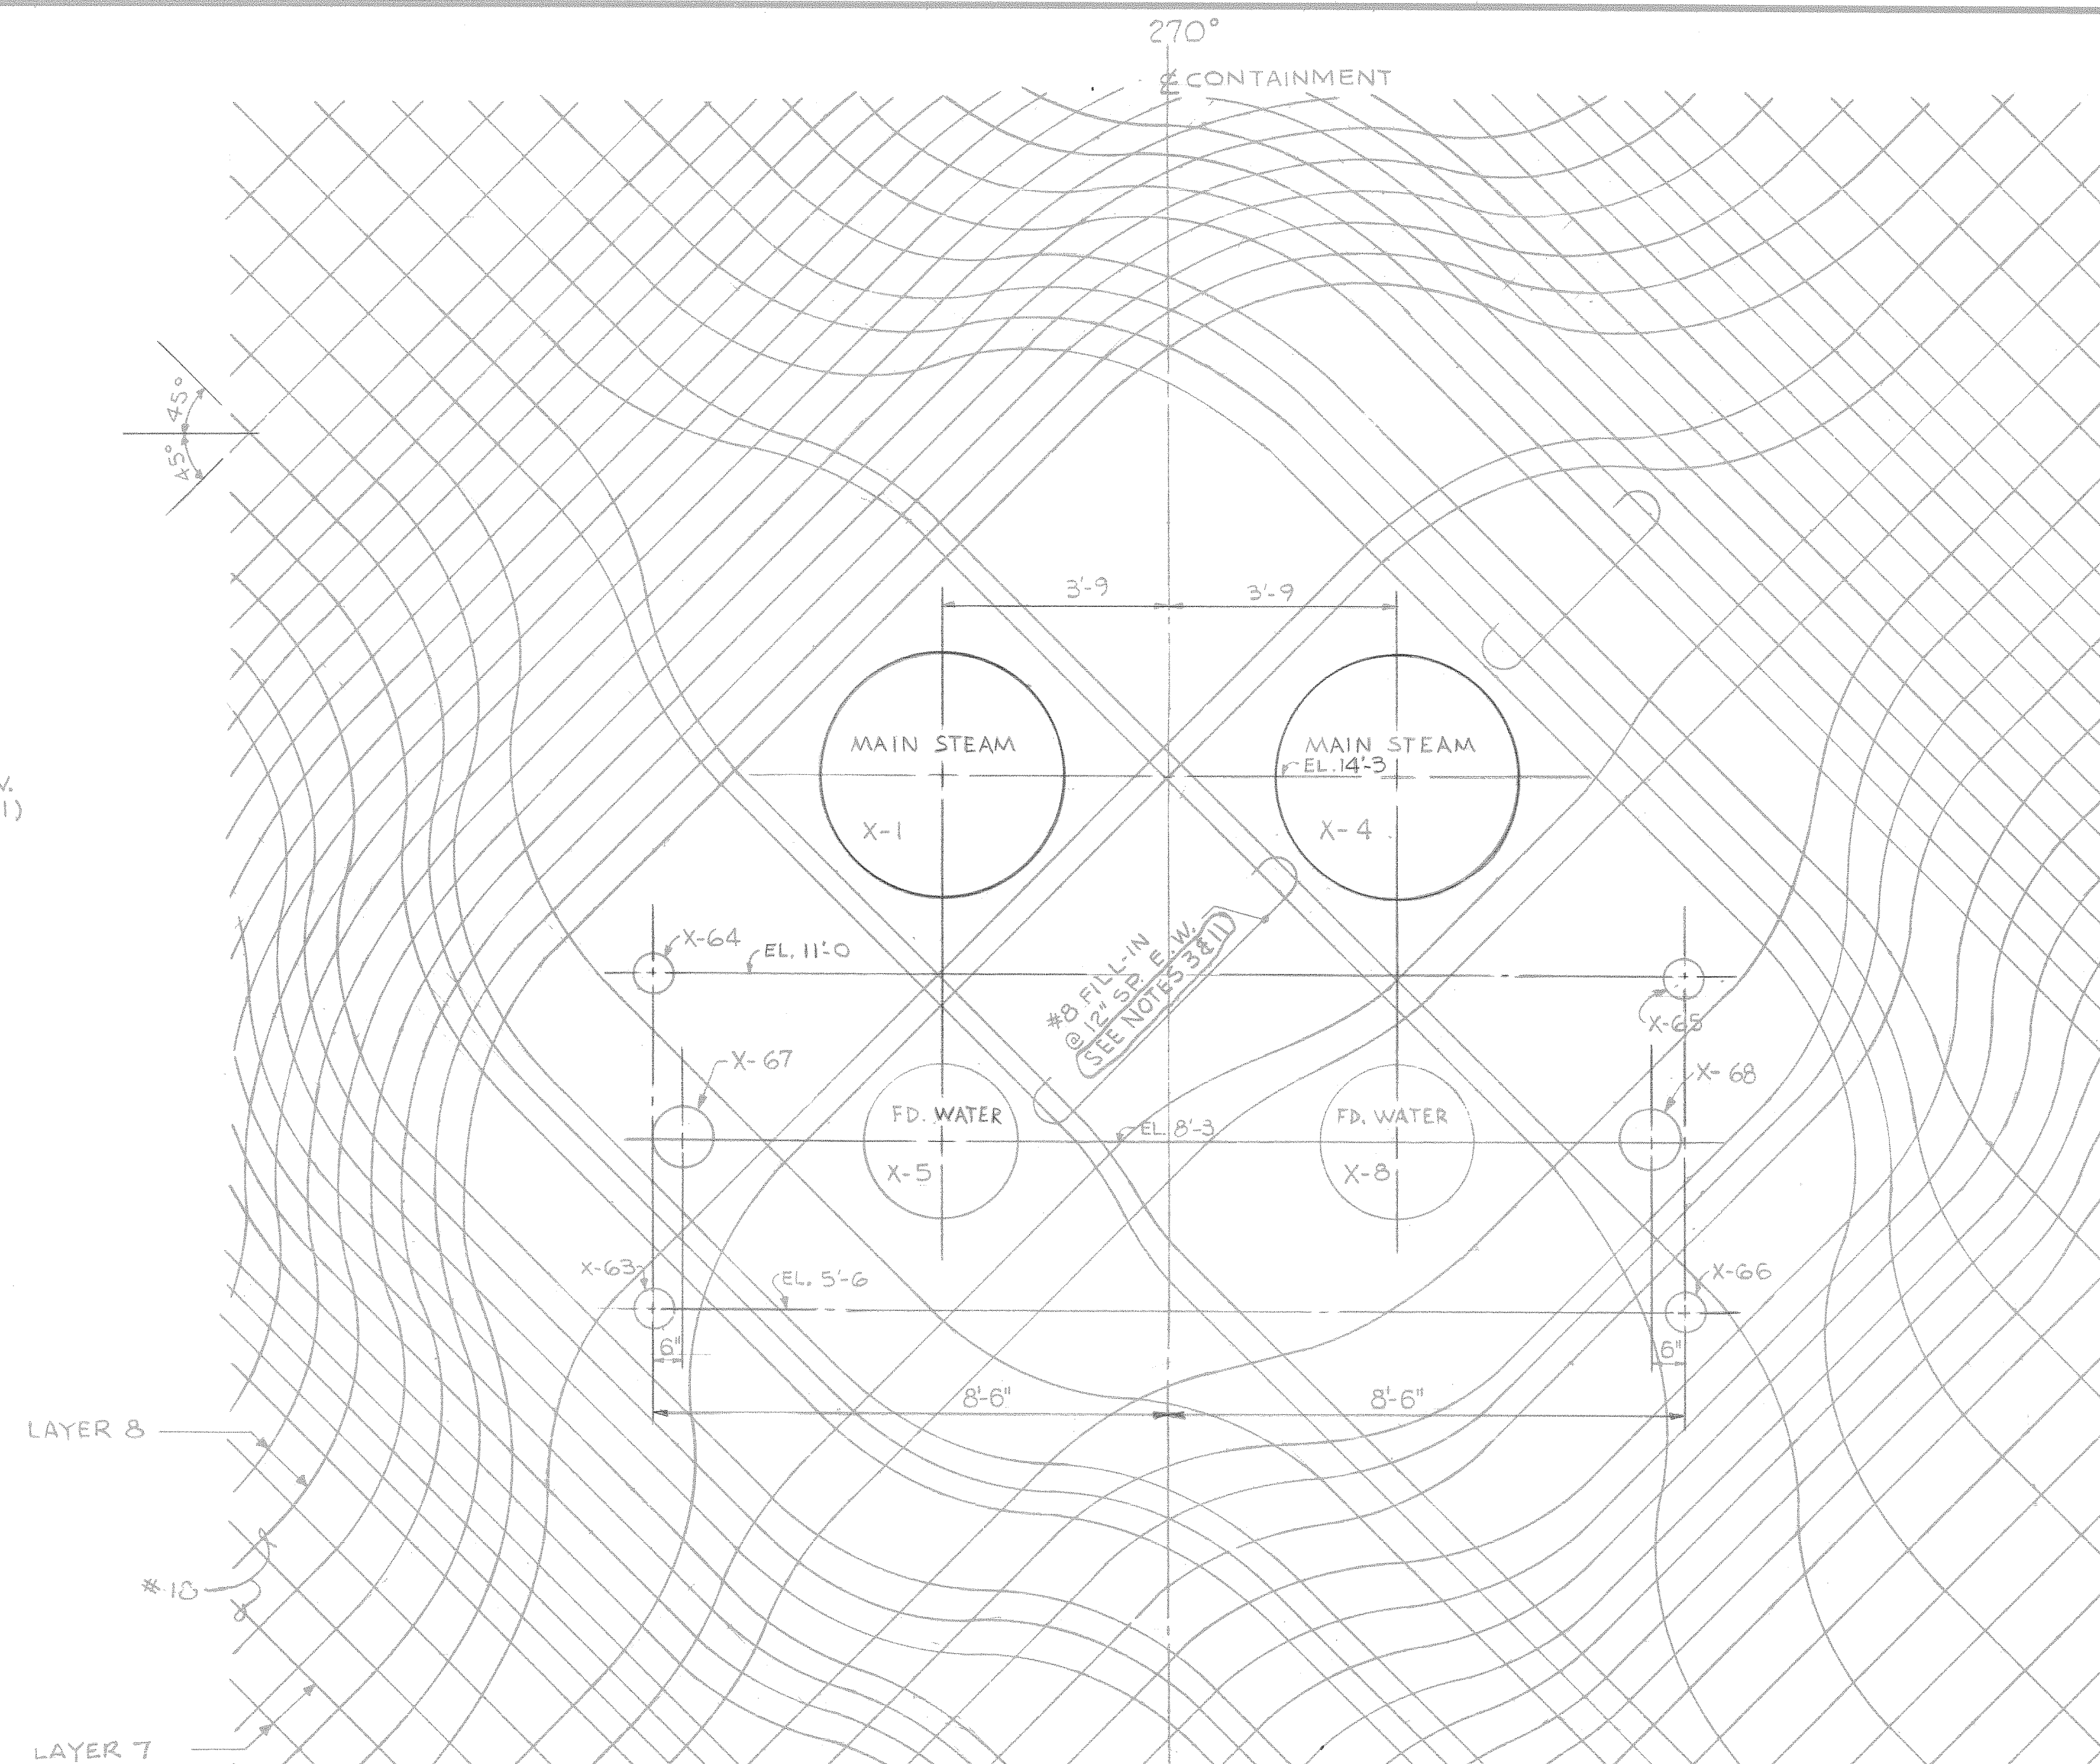 270°
℄ CONTAINMENT
45°
45°
3'-9
3'-9
MAIN STEAM
MAIN STEAM
EL. 14'-3
X-1
X-4
1)
X-64
EL. 11'-0
#8 FILL-IN
@ 12" SP. E.W.
SEE NOTES 3 & 11
X-65
X-67
X-68
FD. WATER
FD. WATER
EL. 8'-3
X-5
X-8
X-63
EL. 5'-6
X-66
6"
6"
8'-6"
8'-6"
LAYER 8
#18
LAYER 7